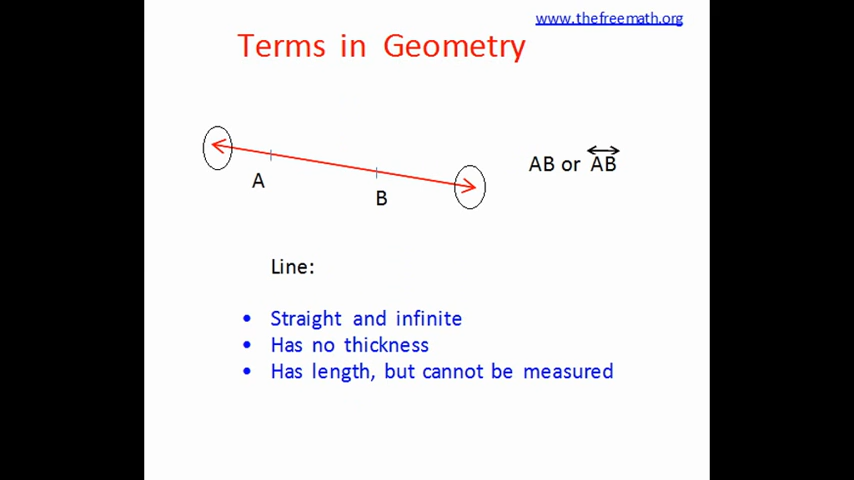 www.thefreemath.org
Terms in Geometry
A
B
AB or AB
Line:
• Straight and infinite
• Has no thickness
• Has length, but cannot be measured